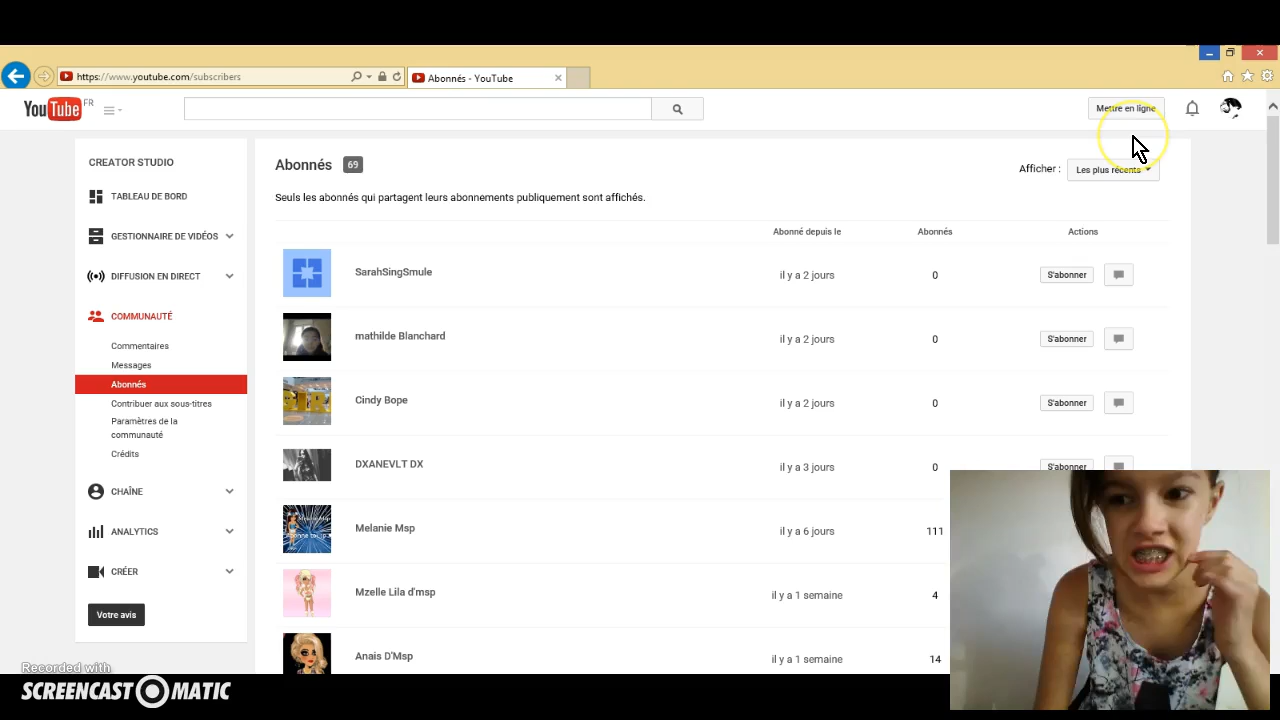 https://www.youtube.com/subscribers
Abonnés - YouTube
YouTube FR
Mettre en ligne
CREATOR STUDIO
TABLEAU DE BORD
GESTIONNAIRE DE VIDÉOS
DIFFUSION EN DIRECT
COMMUNAUTÉ
Commentaires
Messages
Abonnés
Contribuer aux sous-titres
Paramètres de la
communauté
Crédits
CHAÎNE
ANALYTICS
CRÉER
Votre avis
Abonnés 69
Afficher : Les plus récents
Seuls les abonnés qui partagent leurs abonnements publiquement sont affichés.
Abonné depuis le Abonnés Actions
SarahSingSmule il y a 2 jours 0 S'abonner
mathilde Blanchard il y a 2 jours 0 S'abonner
Cindy Bope il y a 2 jours 0 S'abonner
DXANEVLT DX il y a 3 jours 0 S'abonner
Melanie Msp il y a 6 jours 111
Mzelle Lila d'msp il y a 1 semaine 4
Anais D'Msp il y a 1 semaine 14
Recorded with
SCREENCAST MATIC